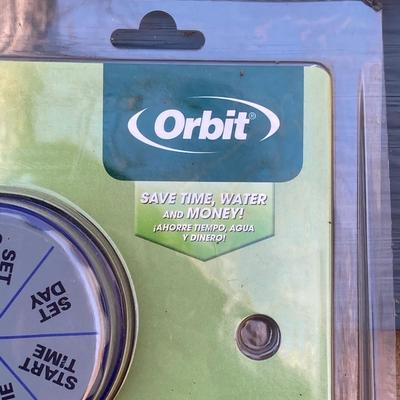 Orbit®
SAVE TIME, WATER
AND MONEY!
¡AHORRE TIEMPO, AGUA
Y DINERO!
SET
SET
DAY
START
TIME